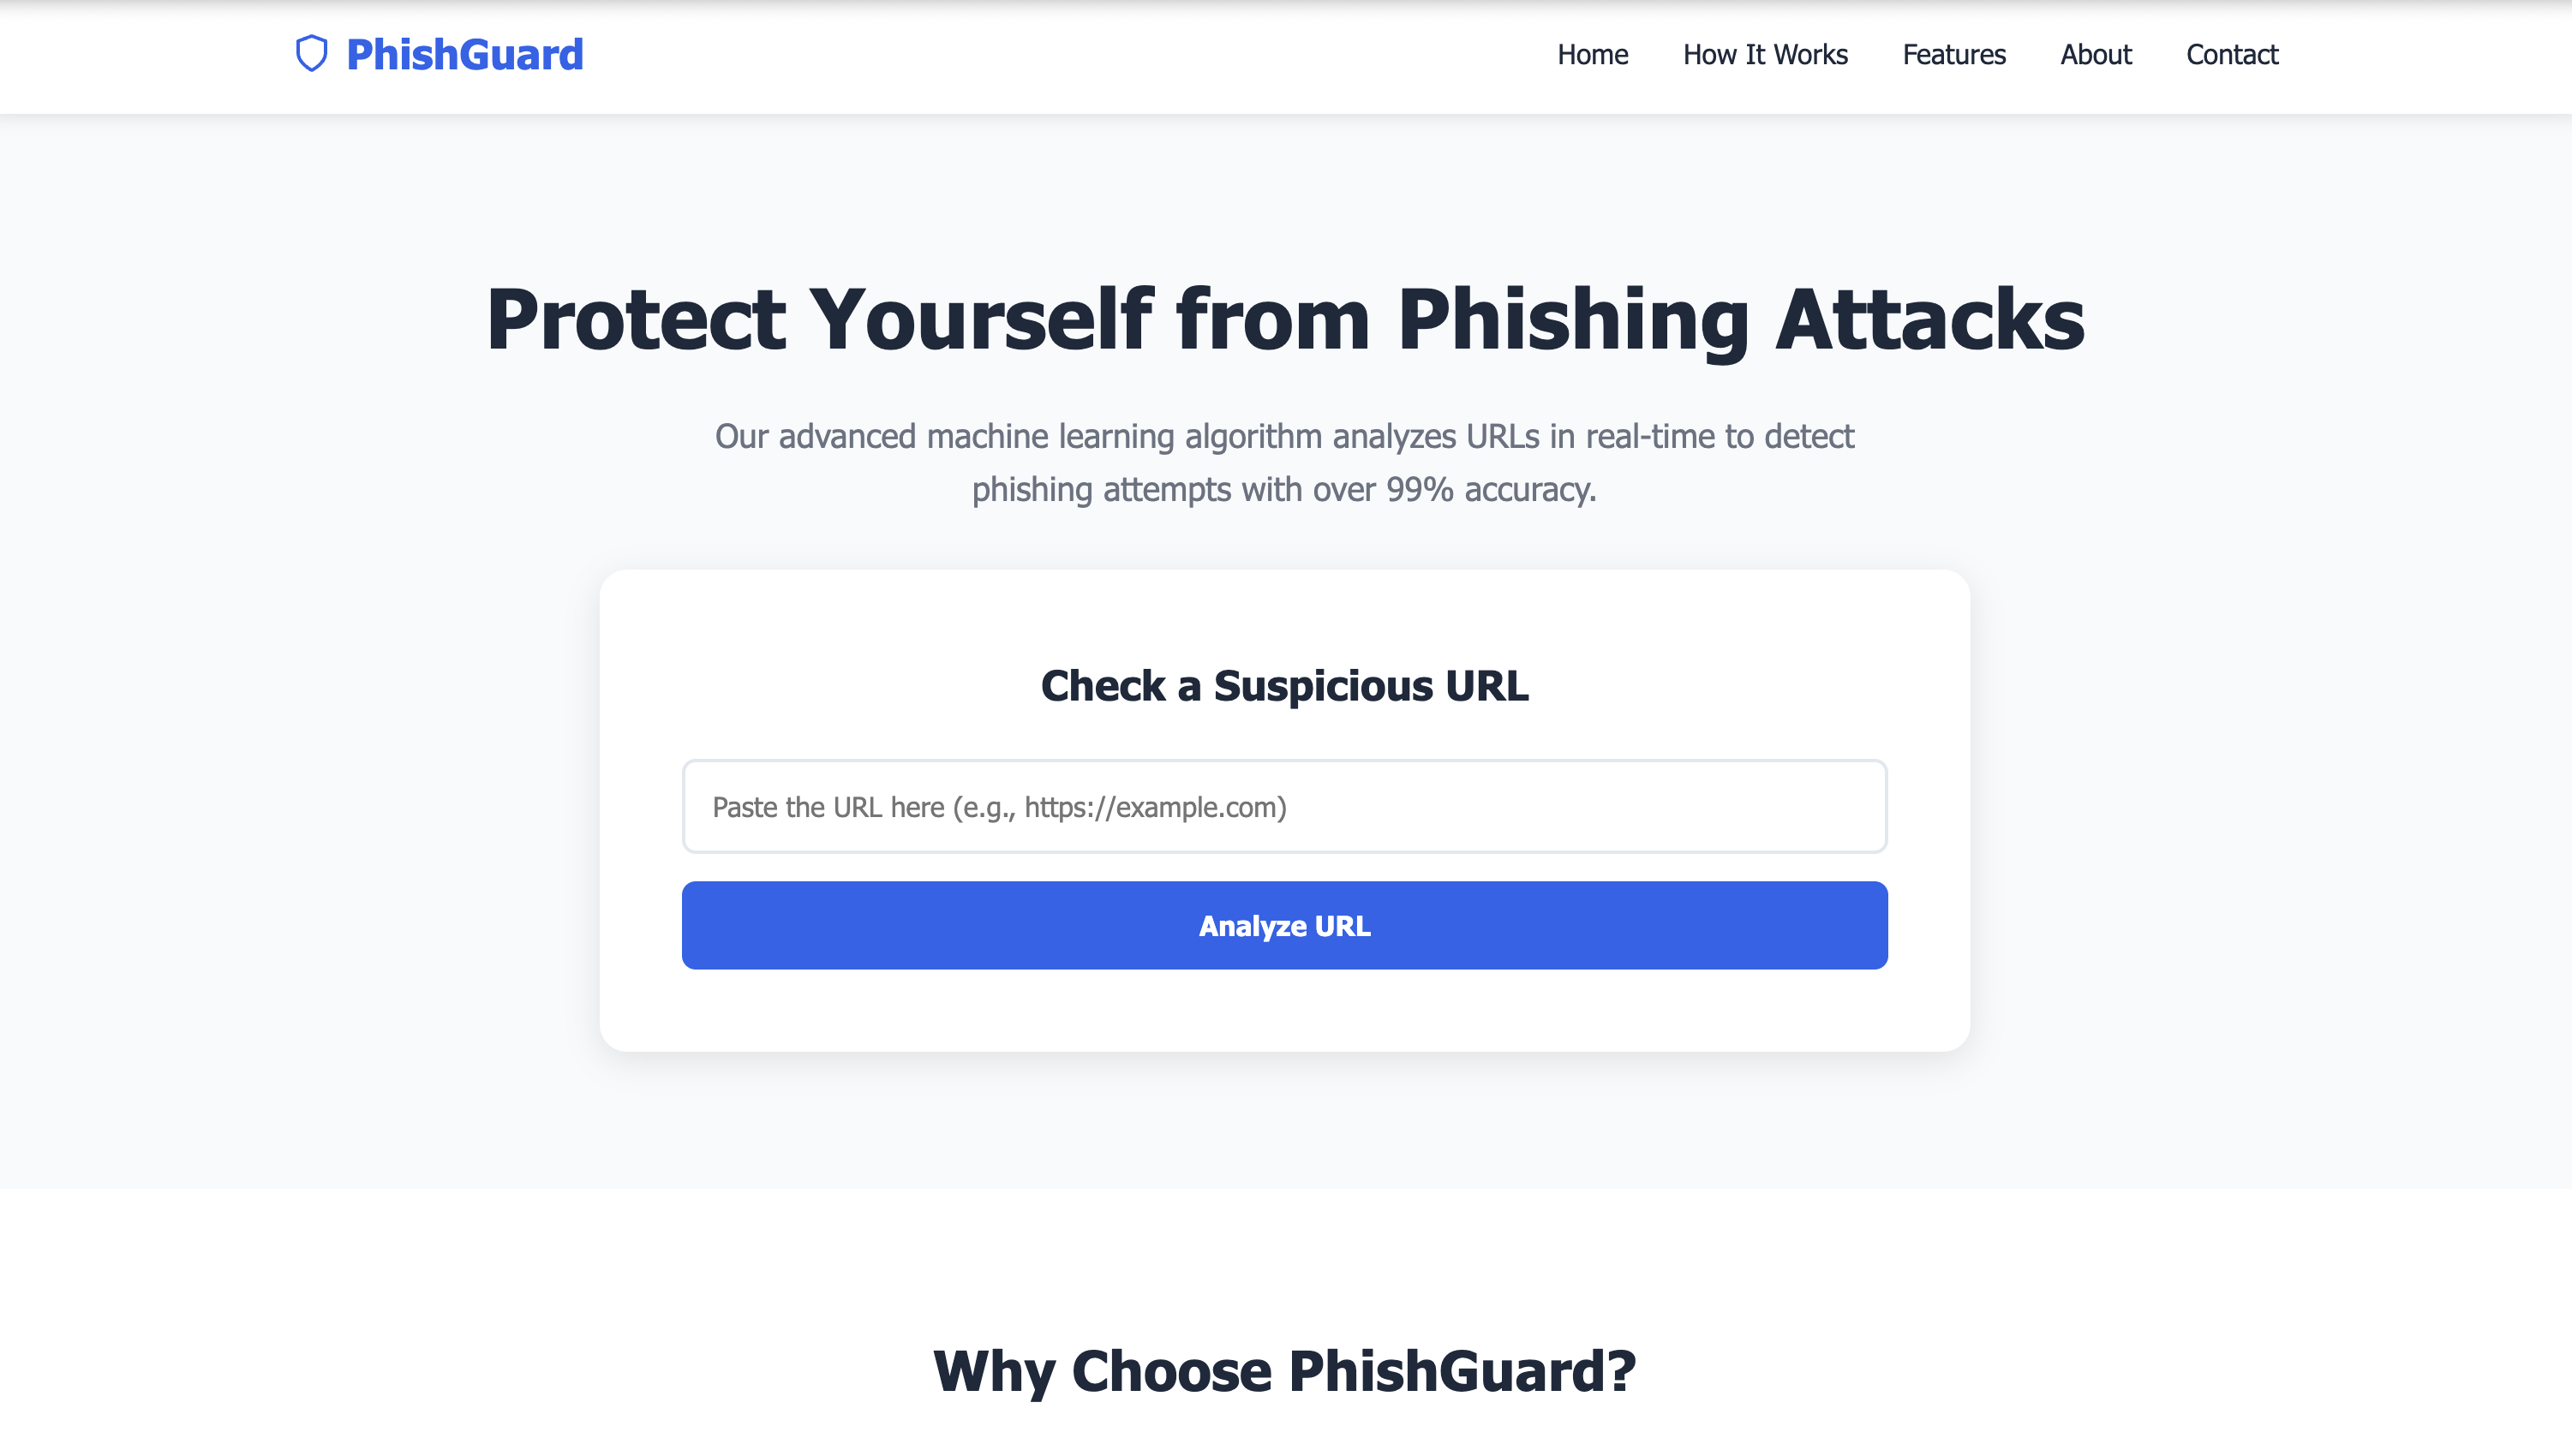 PhishGuard
Home
How It Works
Features
About
Contact
Protect Yourself from Phishing Attacks
Our advanced machine learning algorithm analyzes URLs in real-time to detect
phishing attempts with over 99% accuracy.
Check a Suspicious URL
Paste the URL here (e.g., https://example.com)
Analyze URL
Why Choose PhishGuard?